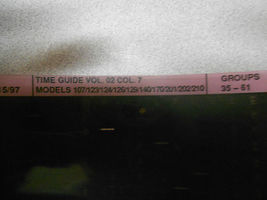 TIME GUIDE VOL. 02 COL. 7
GROUPS
5/97
MODELS 107/123/124/126/129/140/170/201/202/210
35 – 61